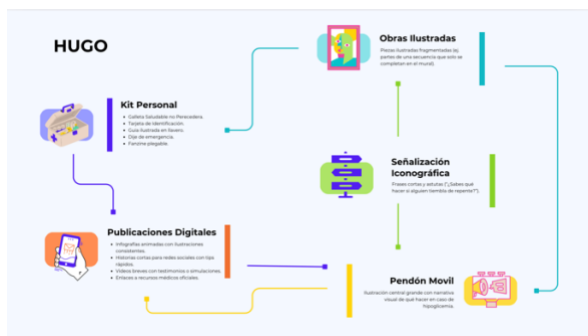 HUGO
Obras Ilustradas
Piezas ilustradas fragmentadas (ej.
partes de una secuencia que solo se
completan en el mural).
Kit Personal
• Galleta Saludable no Perecedera.
• Tarjeta de identificación.
• Guía ilustrada en llavero.
• Dije de emergencia.
• Fanzine plegable.
Señalización
Iconográfica
Frases cortas y astutas ("¿Sabes qué
hacer si alguien tiembla de repente?").
Publicaciones Digitales
• Infografías animadas con ilustraciones
consistentes.
• Historias cortas para redes sociales con tips
rápidos.
• Videos breves con testimonios o simulaciones.
• Enlaces a recursos médicos oficiales.
Pendón Movil
Ilustración central grande con narrativa
visual de qué hacer en caso de
hipoglicemia.